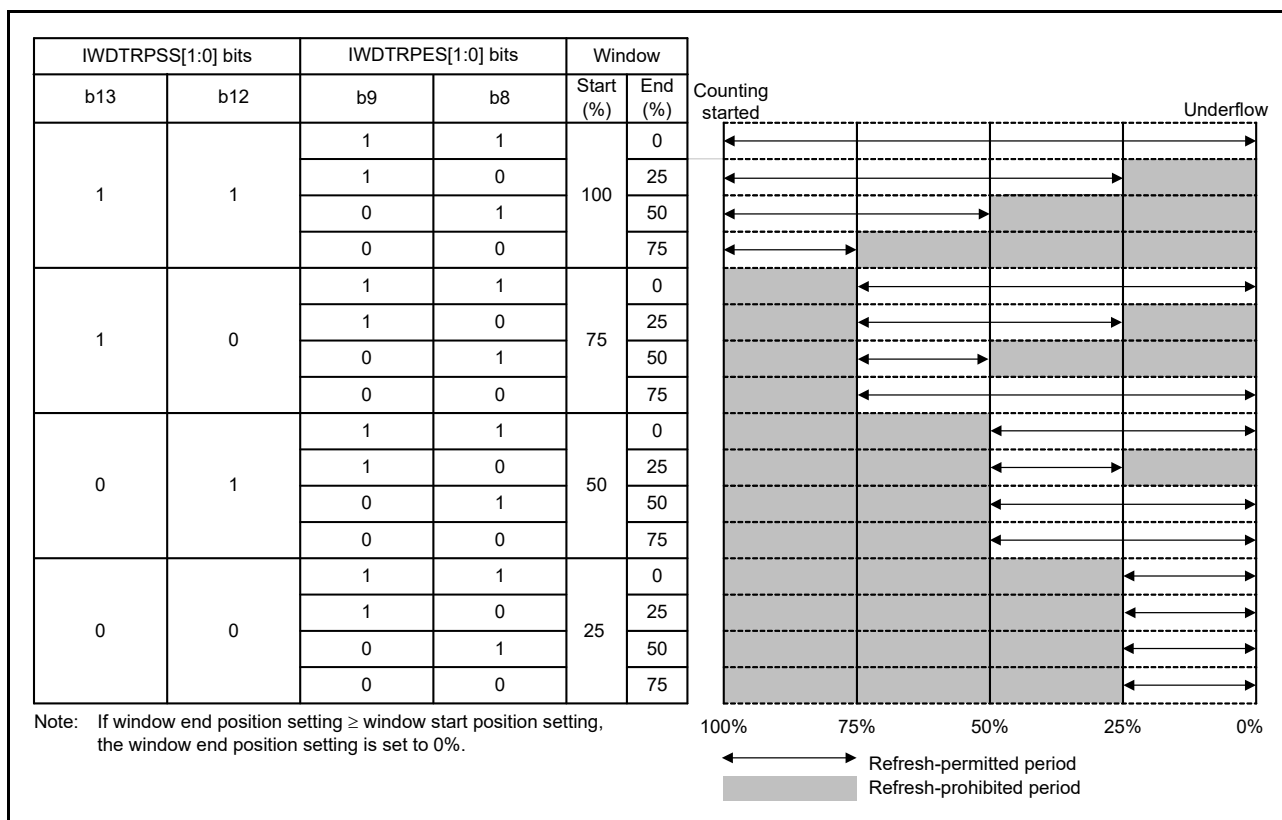 IWDTRPSS[1:0] bits IWDTRPES[1:0] bits Window
b13 b12 b9 b8 Start (%) End (%)
Counting started Underflow
1 1 0
1 0 25
1 1 100
0 1 50
0 0 75
1 1 0
1 0 25
1 0 75
0 1 50
0 0 75
1 1 0
1 0 25
0 1 50
0 1 50
0 0 75
1 1 0
1 0 25
0 0 25
0 1 50
0 0 75
Note: If window end position setting ≥ window start position setting,
the window end position setting is set to 0%.
100% 75% 50% 25% 0%
Refresh-permitted period
Refresh-prohibited period